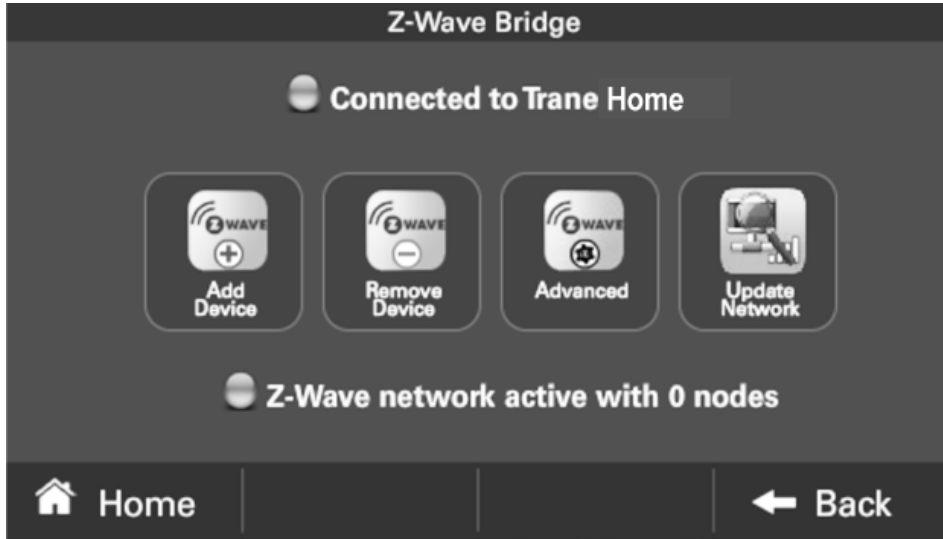 Z-Wave Bridge
Connected to Trane Home
Z WAVE
Add
Device
Z WAVE
Remove
Device
Z WAVE
Advanced
Update
Network
Z-Wave network active with 0 nodes
Home
Back